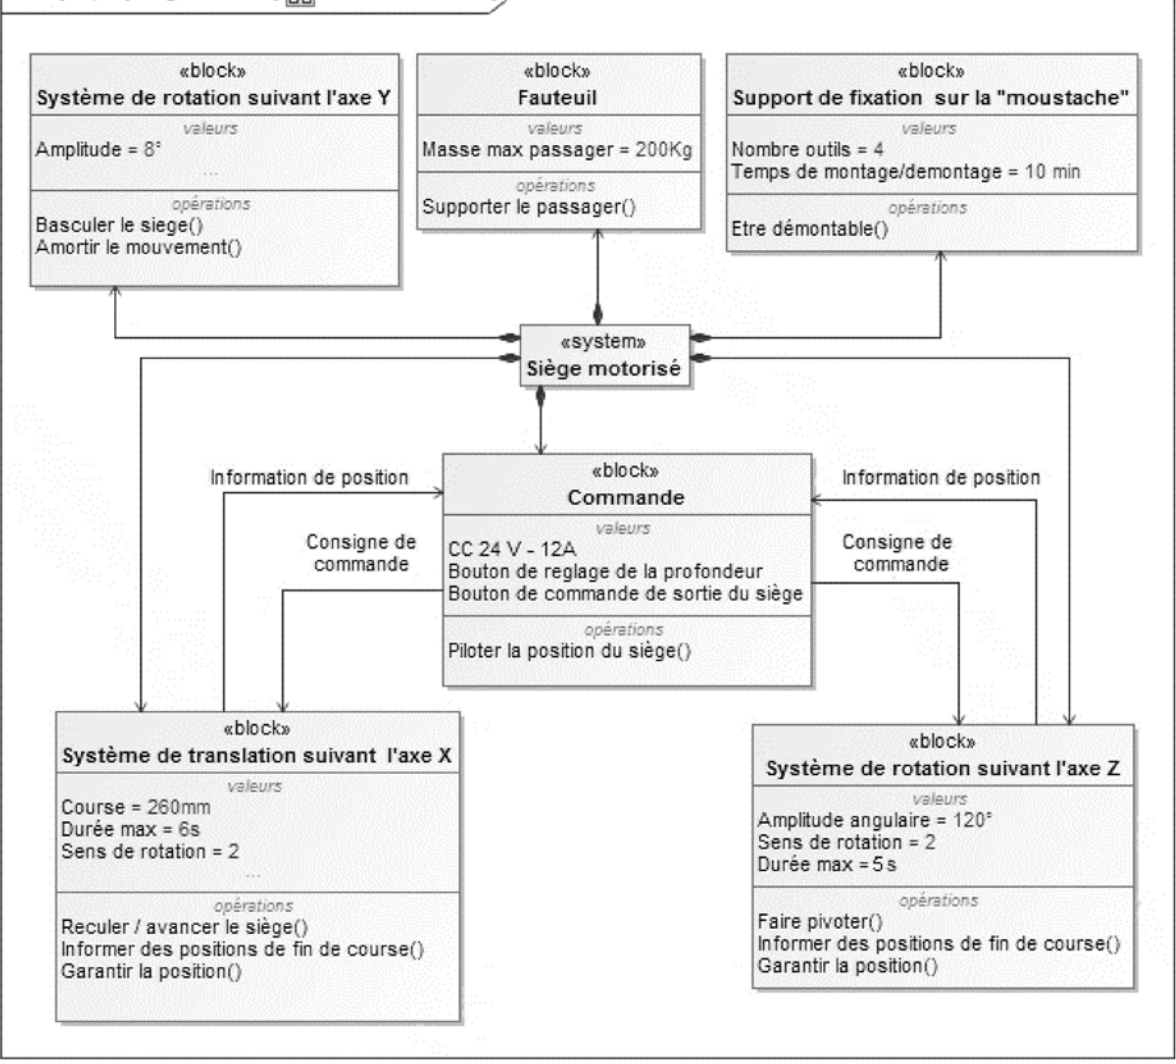 «block»
Système de rotation suivant l'axe Y
valeurs
Amplitude = 8°
...
opérations
Basculer le siege()
Amortir le mouvement()
«block»
Fauteuil
valeurs
Masse max passager = 200Kg
opérations
Supporter le passager()
«block»
Support de fixation sur la "moustache"
valeurs
Nombre outils = 4
Temps de montage/demontage = 10 min
opérations
Etre démontable()
«system»
Siège motorisé
Information de position
Consigne de
commande
«block»
Commande
valeurs
CC 24 V - 12A
Bouton de reglage de la profondeur
Bouton de commande de sortie du siège
opérations
Piloter la position du siège()
Information de position
Consigne de
commande
«block»
Système de translation suivant l'axe X
valeurs
Course = 260mm
Durée max = 6s
Sens de rotation = 2
...
opérations
Reculer / avancer le siège()
Informer des positions de fin de course()
Garantir la position()
«block»
Système de rotation suivant l'axe Z
valeurs
Amplitude angulaire = 120°
Sens de rotation = 2
Durée max = 5 s
opérations
Faire pivoter()
Informer des positions de fin de course()
Garantir la position()